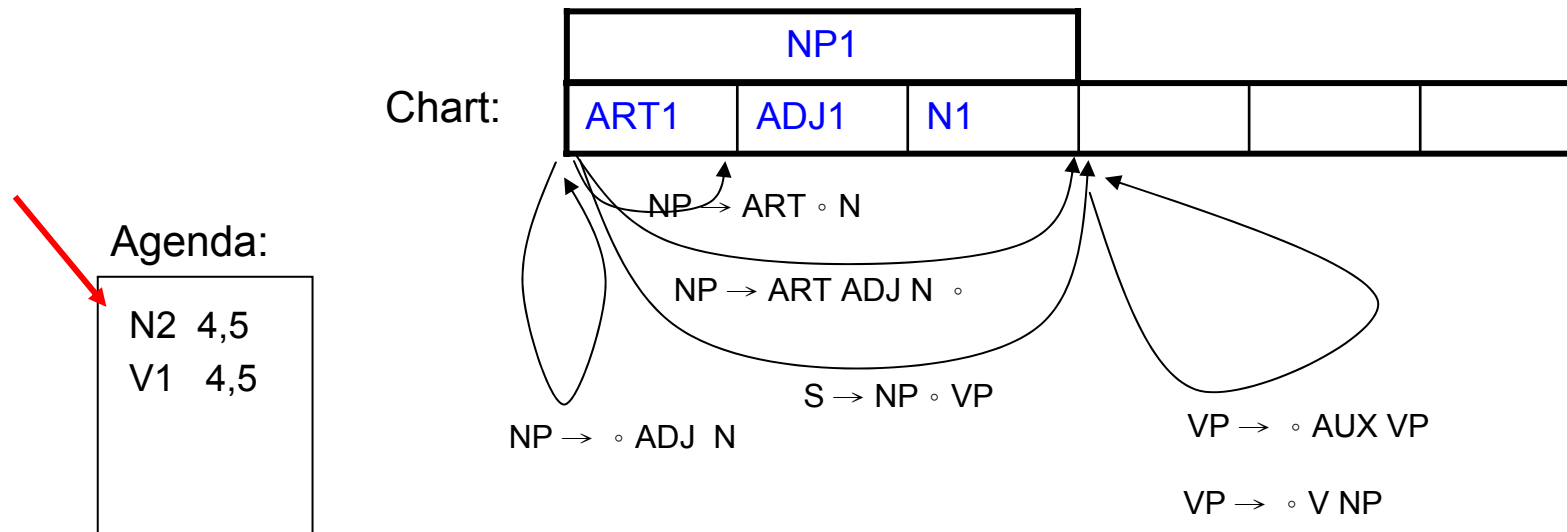 NP1
Chart:
ART1 ADJ1 N1
NP → ART ∘ N
Agenda:
NP → ART ADJ N ∘
N2 4,5
V1 4,5
S → NP ∘ VP
NP → ∘ ADJ N
VP → ∘ AUX VP
VP → ∘ V NP